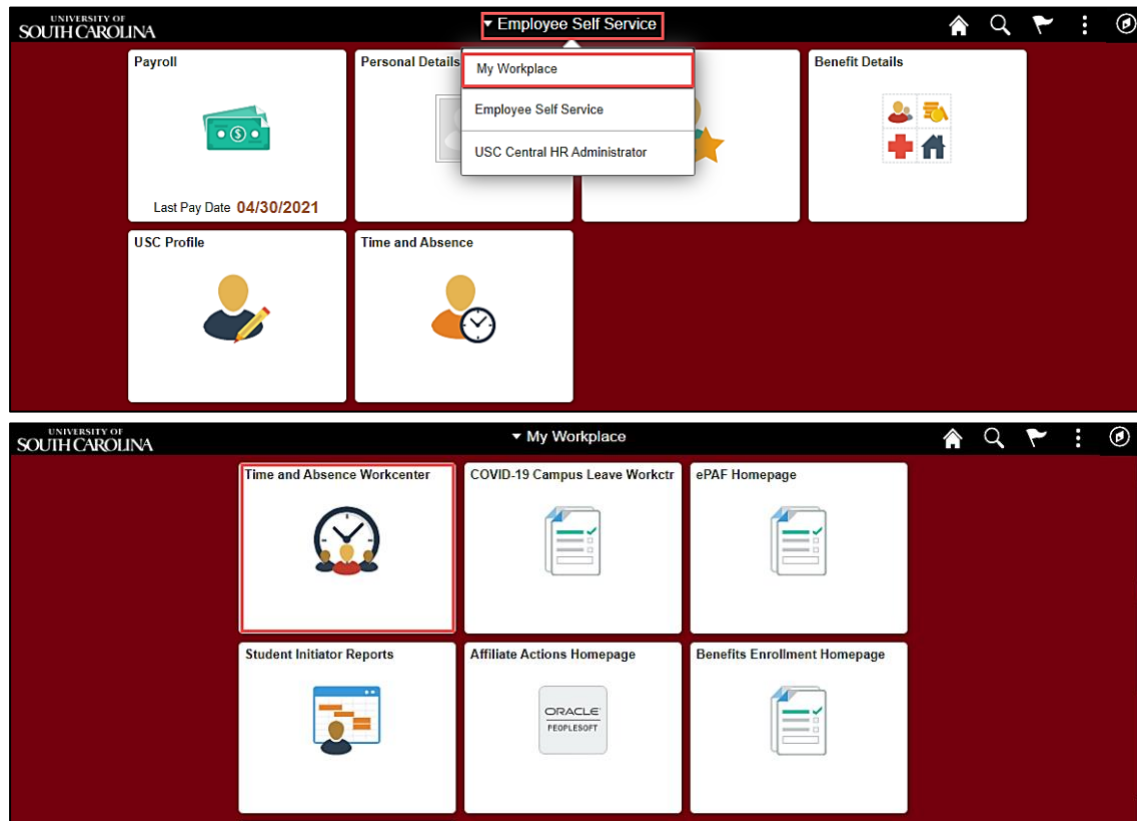 UNIVERSITY OF
SOUTH CAROLINA
Employee Self Service
Payroll
Personal Details
My Workplace
Employee Self Service
USC Central HR Administrator
Benefit Details
Last Pay Date 04/30/2021
USC Profile
Time and Absence
UNIVERSITY OF
SOUTH CAROLINA
My Workplace
Time and Absence Workcenter
COVID-19 Campus Leave Workctr
ePAF Homepage
Student Initiator Reports
Affiliate Actions Homepage
ORACLE
PEOPLESOFT
Benefits Enrollment Homepage